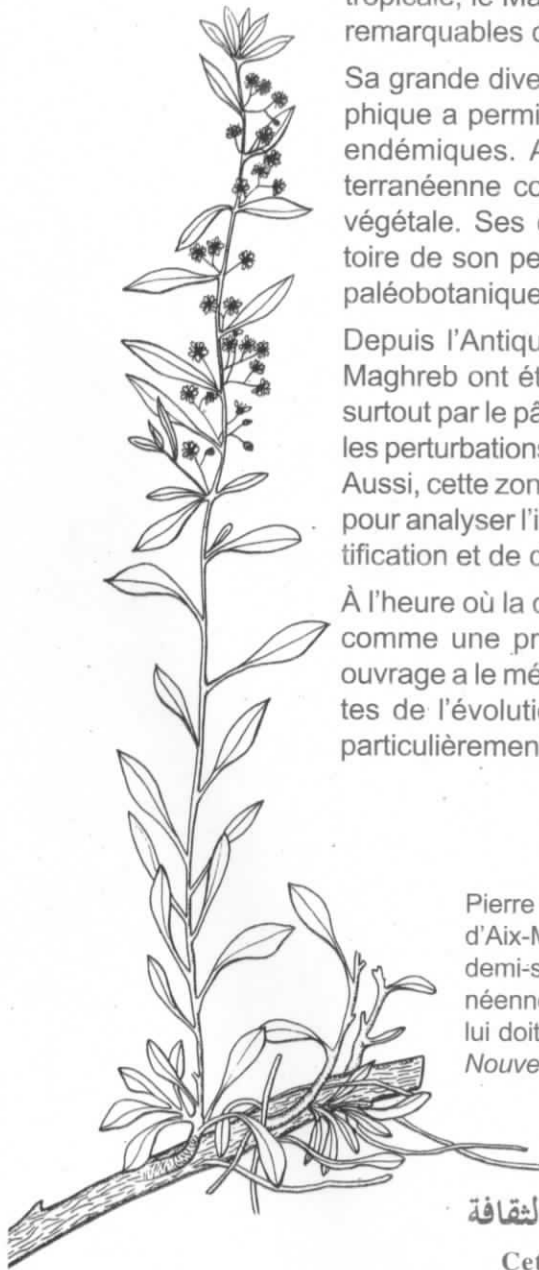 tropicale, le Ma
remarquables d
Sa grande dive
phique a permi
endémiques. A
terranéenne co
végétale. Ses
toire de son pe
paléobotanique
Depuis l'Antiqu
Maghreb ont ét
surtout par le pâ
les perturbations
Aussi, cette zon
pour analyser l'i
tification et de c
À l'heure où la c
comme une pr
ouvrage a le mé
tes de l'évoluti
particulièremen
Pierre
d'Aix-M
demi-s
néenne
lui doit
Nouve
لثقافة
Cet